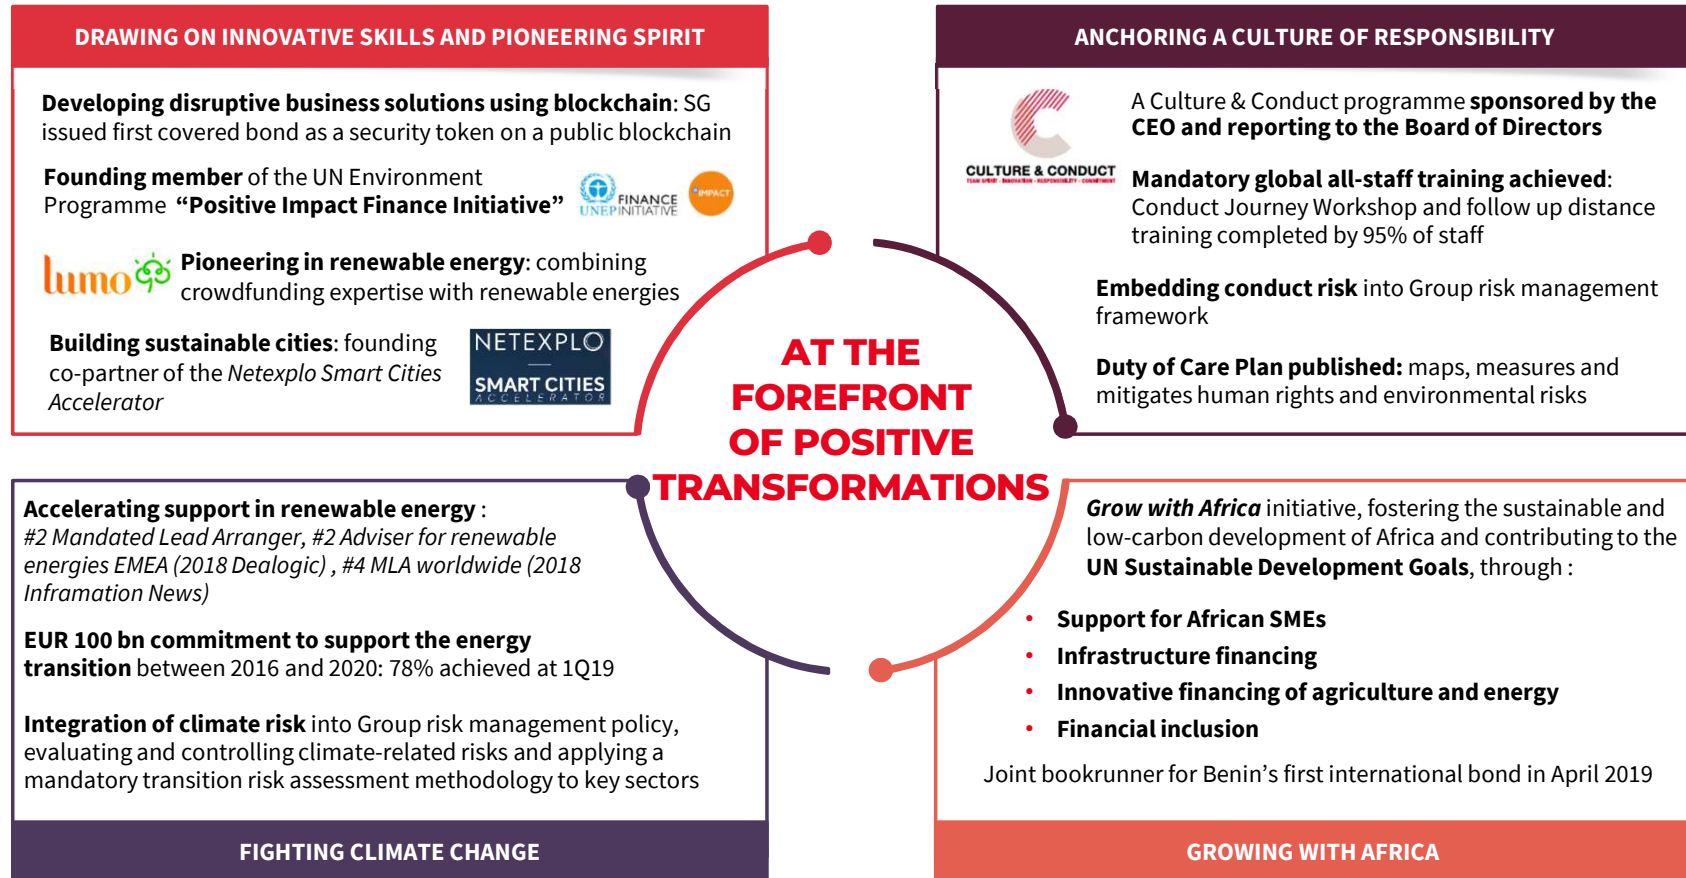 DRAWING ON INNOVATIVE SKILLS AND PIONEERING SPIRIT
Developing disruptive business solutions using blockchain: SG
issued first covered bond as a security token on a public blockchain
Founding member of the UN Environment
Programme “Positive Impact Finance Initiative”
UNEP
FINANCE
INITIATIVE
IMPACT
lumo
Pioneering in renewable energy: combining
crowdfunding expertise with renewable energies
Building sustainable cities: founding
co-partner of the Netexplo Smart Cities
Accelerator
NETEXPLO
SMART CITIES
ACCELERATOR
ANCHORING A CULTURE OF RESPONSIBILITY
CULTURE & CONDUCT
TEAM SPIRIT - INNOVATION - RESPONSIBILITY - COMMITMENT
A Culture & Conduct programme sponsored by the
CEO and reporting to the Board of Directors
Mandatory global all-staff training achieved:
Conduct Journey Workshop and follow up distance
training completed by 95% of staff
Embedding conduct risk into Group risk management
framework
Duty of Care Plan published: maps, measures and
mitigates human rights and environmental risks
AT THE
FOREFRONT
OF POSITIVE
TRANSFORMATIONS
Accelerating support in renewable energy :
#2 Mandated Lead Arranger, #2 Adviser for renewable
energies EMEA (2018 Dealogic) , #4 MLA worldwide (2018
Inframation News)
EUR 100 bn commitment to support the energy
transition between 2016 and 2020: 78% achieved at 1Q19
Integration of climate risk into Group risk management policy,
evaluating and controlling climate-related risks and applying a
mandatory transition risk assessment methodology to key sectors
FIGHTING CLIMATE CHANGE
Grow with Africa initiative, fostering the sustainable and
low-carbon development of Africa and contributing to the
UN Sustainable Development Goals, through :
• Support for African SMEs
• Infrastructure financing
• Innovative financing of agriculture and energy
• Financial inclusion
Joint bookrunner for Benin’s first international bond in April 2019
GROWING WITH AFRICA